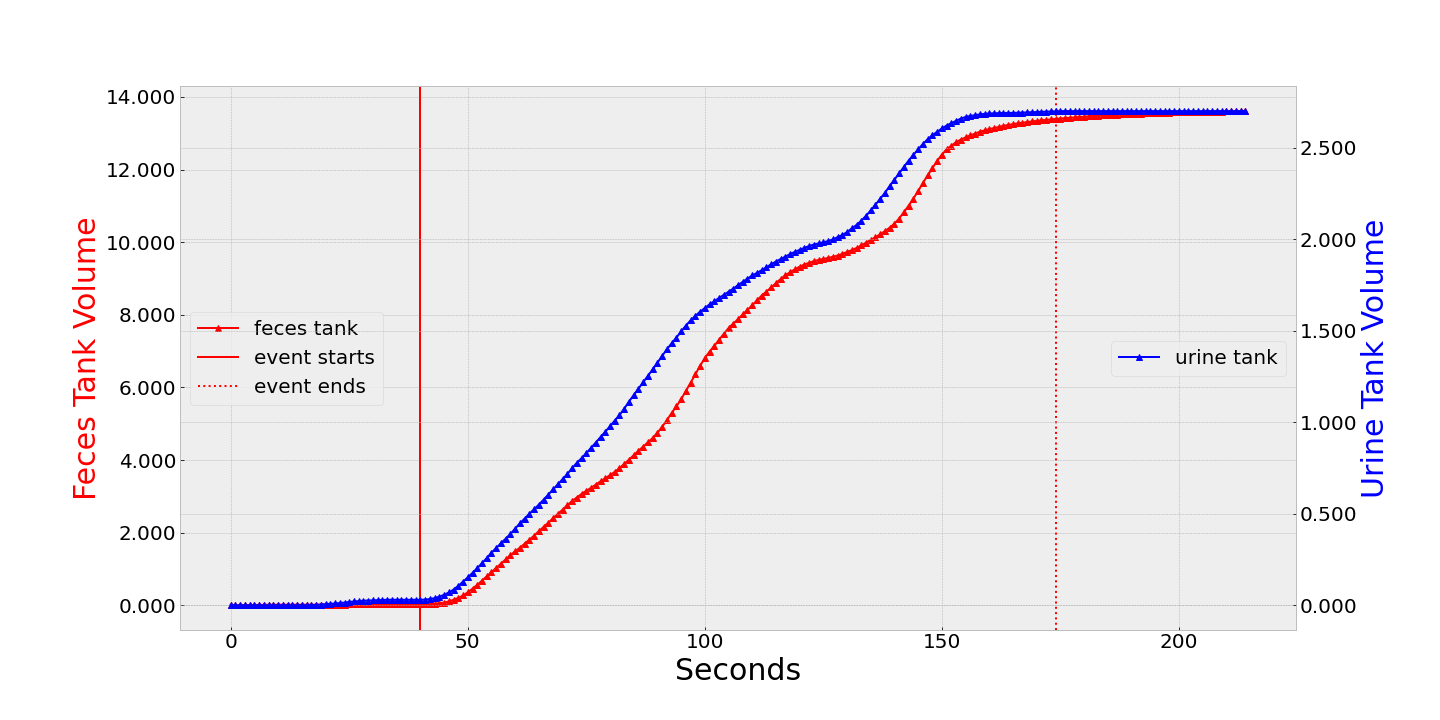 Feces Tank Volume
14.000
12.000
10.000
8.000
6.000
4.000
2.000
0.000
feces tank
event starts
event ends
urine tank
2.500
2.000
1.500
1.000
0.500
0.000
Urine Tank Volume
0 50 100 150 200
Seconds